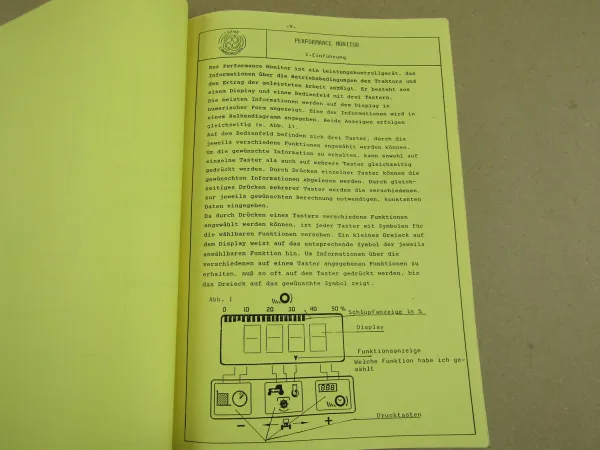 -9-
PERFORMANCE MONITOR
1-Einführung
Der Performance Monitor ist ein Leistungskontrollgerät, das
Informationen über die Betriebsbedingungen des Traktors und
den Ertrag der geleisteten Arbeit anzeigt. Er besteht aus
einem Display und einem Bedienfeld mit drei Tastern.
Die meisten Informationen werden auf dem Display in
numerischer Form angezeigt. Eine der Informationen wird in
einem Balkendiagramm angegeben. Beide Anzeigen erfolgen
gleichzeitig (s. Abb. 1).
Auf dem Bedienfeld befinden sich drei Taster, durch die
jeweils verschiedene Funktionen angewählt werden können.
Um die gewünschte Information zu erhalten, kann sowohl auf
einzelne Taster als auch auf mehrere Taster gleichzeitig
gedrückt werden. Durch Drücken einzelner Taster können die
gewünschten Informationen abgelesen werden. Durch gleich-
zeitiges Drücken mehrerer Taster werden die verschiedenen,
zur jeweils gewünschten Berechnung notwendigen, konstanten
Daten eingegeben.
Da durch Drücken eines Tasters verschiedene Funktionen
angewählt werden können, ist jeder Taster mit Symbolen für
die wählbaren Funktionen versehen. Ein kleines Dreieck auf
dem Display weist auf das entsprechende Symbol der jeweils
anwählbaren Funktion hin. Um Informationen über die
verschiedenen auf einem Taster angegebenen Funktionen zu
erhalten, muß so oft auf den Taster gedrückt werden, bis
das Dreieck auf das gewünschte Symbol zeigt.
Abb. 1
0 10 20 30 40 50 %
Schlupfanzeige in %
Display
Funktionsanzeige
Welche Funktion habe ich ge-
wählt
Drucktasten
- +